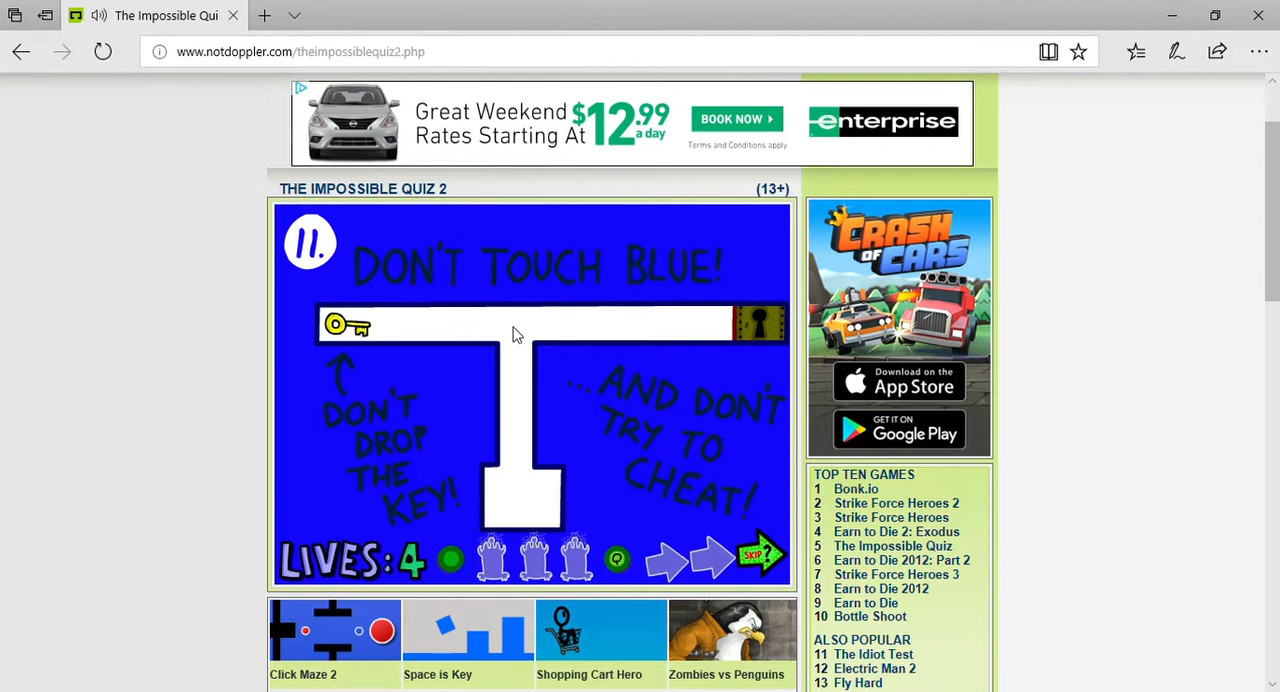 The Impossible Qui
www.notdoppler.com/theimpossiblequiz2.php
Great Weekend
Rates Starting At
$12.99
a day
BOOK NOW
Terms and Conditions apply
enterprise
THE IMPOSSIBLE QUIZ 2
(13+)
11.
DON'T TOUCH BLUE!
DON'T
DROP
THE
KEY!
...AND DON'T
TRY TO
CHEAT!
LIVES:4
SKIP?
CRASH
OF
CARS
Download on the
App Store
GET IT ON
Google Play
TOP TEN GAMES
1 Bonk.io
2 Strike Force Heroes 2
3 Strike Force Heroes
4 Earn to Die 2: Exodus
5 The Impossible Quiz
6 Earn to Die 2012: Part 2
7 Strike Force Heroes 3
8 Earn to Die 2012
9 Earn to Die
10 Bottle Shoot
ALSO POPULAR
11 The Idiot Test
12 Electric Man 2
13 Fly Hard
Click Maze 2
Space is Key
Shopping Cart Hero
Zombies vs Penguins